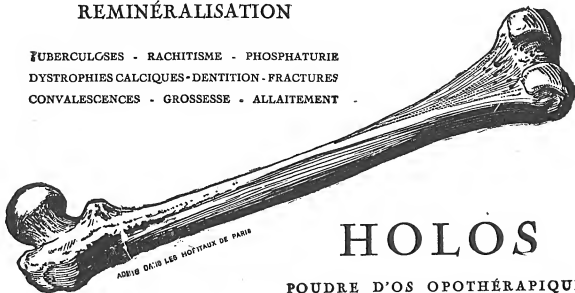 REMINÉRALISATION
TUBERCULOSES - RACHITISME - PHOSPHATURIE
DYSTROPHIES CALCIQUES - DENTITION - FRACTURES
CONVALESCENCES - GROSSESSE - ALLAITEMENT -
ADMIS DANS LES HOPITAUX DE PARIS
HOLOS
POUDRE D'OS OPOTHÉRAPIQU